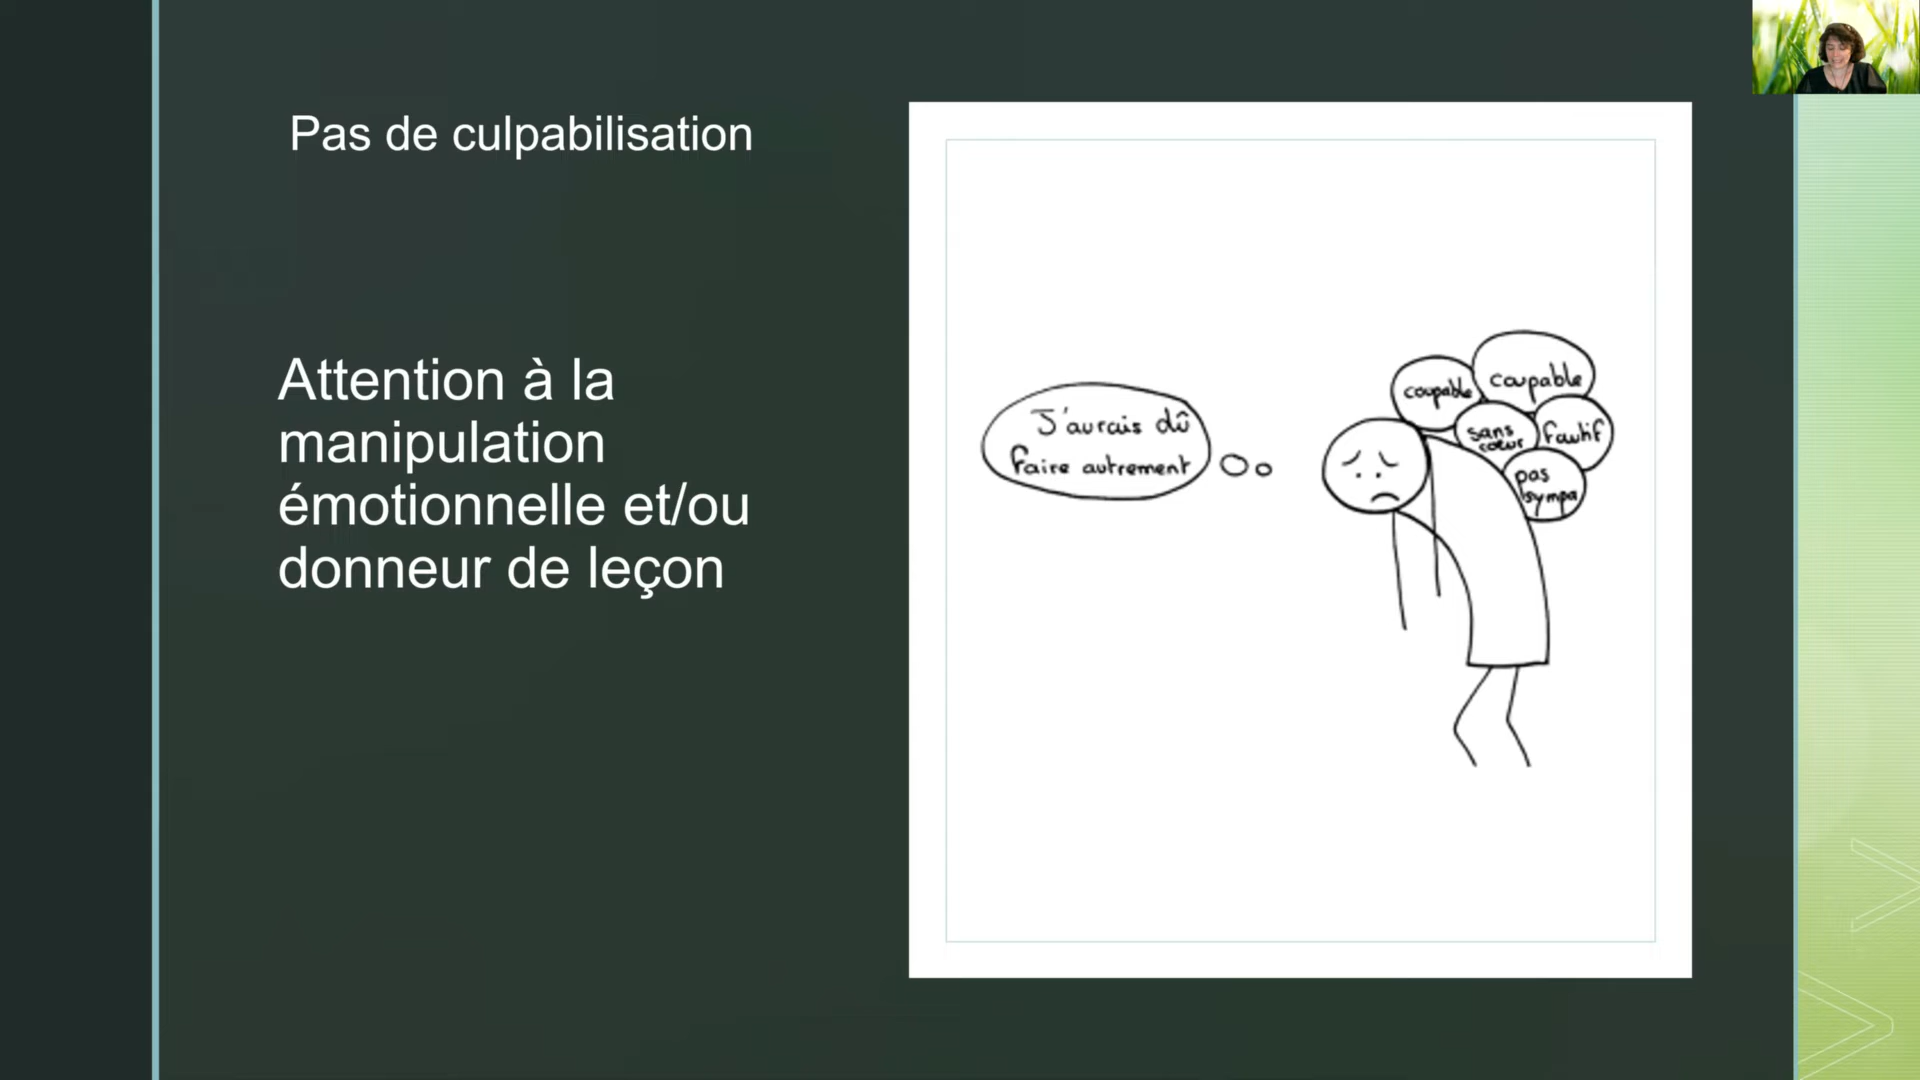 Pas de culpabilisation
Attention à la
manipulation
émotionnelle et/ou
donneur de leçon
J'aurais dû
faire autrement
coupable
coupable
sans
cœur
fautif
pas
sympa